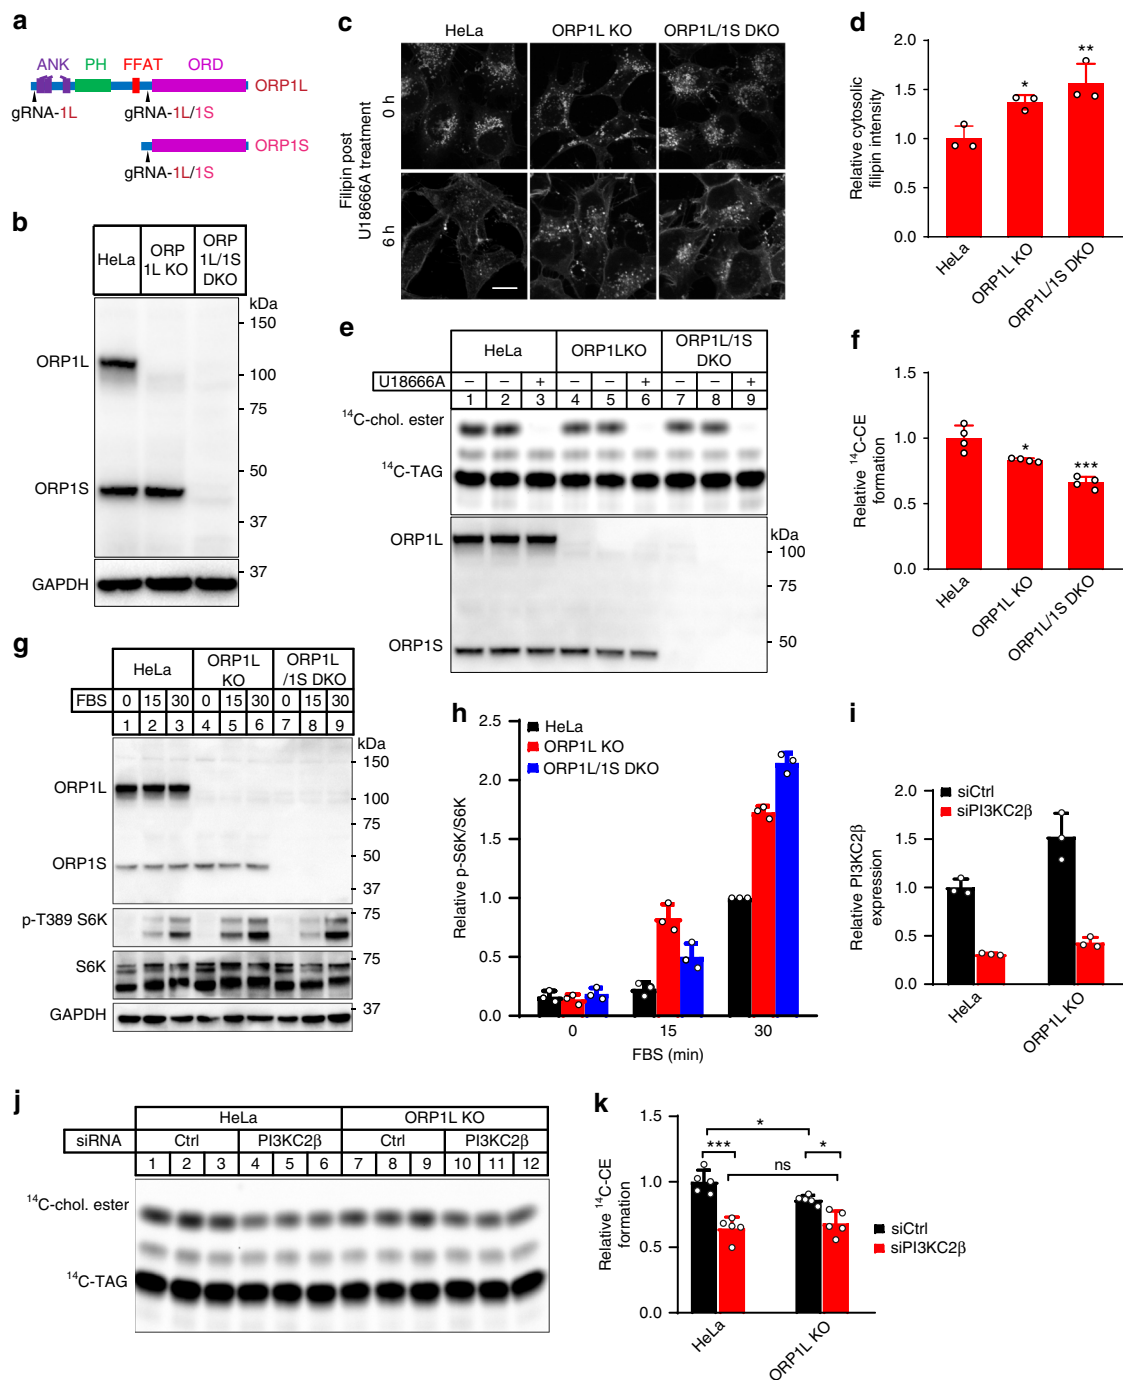 a
ANK PH FFAT ORD
ORP1L
gRNA-1L gRNA-1L/1S
ORP1S
gRNA-1L/1S
b
HeLa
ORP 1L KO
ORP 1L/1S DKO
kDa
150
ORP1L
100
75
50
ORP1S
37
37
GAPDH
c
HeLa ORP1L KO ORP1L/1S DKO
Filipin post U18666A treatment
0 h
6 h
d
Relative cytosolic filipin intensity
2.0
1.5
1.0
0.5
0.0
* **
HeLa
ORP1L KO
ORP1L/1S DKO
e
HeLa ORP1LKO ORP1L/1S DKO
U18666A – – + – – + – – +
1 2 3 4 5 6 7 8 9
14C-chol. ester
14C-TAG
ORP1L
kDa
100
75
ORP1S
50
f
Relative 14C-CE formation
1.5
1.0
0.5
0.0
* ***
HeLa
ORP1L KO
ORP1L/1S DKO
g
HeLa
ORP1L KO
ORP1L /1S DKO
FBS 0 15 30 0 15 30 0 15 30
1 2 3 4 5 6 7 8 9
kDa
150
ORP1L
100
75
ORP1S
50
37
p-T389 S6K
75
S6K
75
GAPDH
37
h
HeLa
ORP1L KO
ORP1L/1S DKO
Relative p-S6K/S6K
2.5
2.0
1.5
1.0
0.5
0.0
0 15 30
FBS (min)
i
siCtrl
siPI3KC2β
Relative PI3KC2β expression
2.0
1.5
1.0
0.5
0.0
HeLa
ORP1L KO
j
HeLa ORP1L KO
siRNA Ctrl PI3KC2β Ctrl PI3KC2β
1 2 3 4 5 6 7 8 9 10 11 12
14C-chol. ester
14C-TAG
k
Relative 14C-CE formation
1.5
1.0
0.5
0.0
*
*** *
ns
siCtrl
siPI3KC2β
HeLa
ORP1L KO